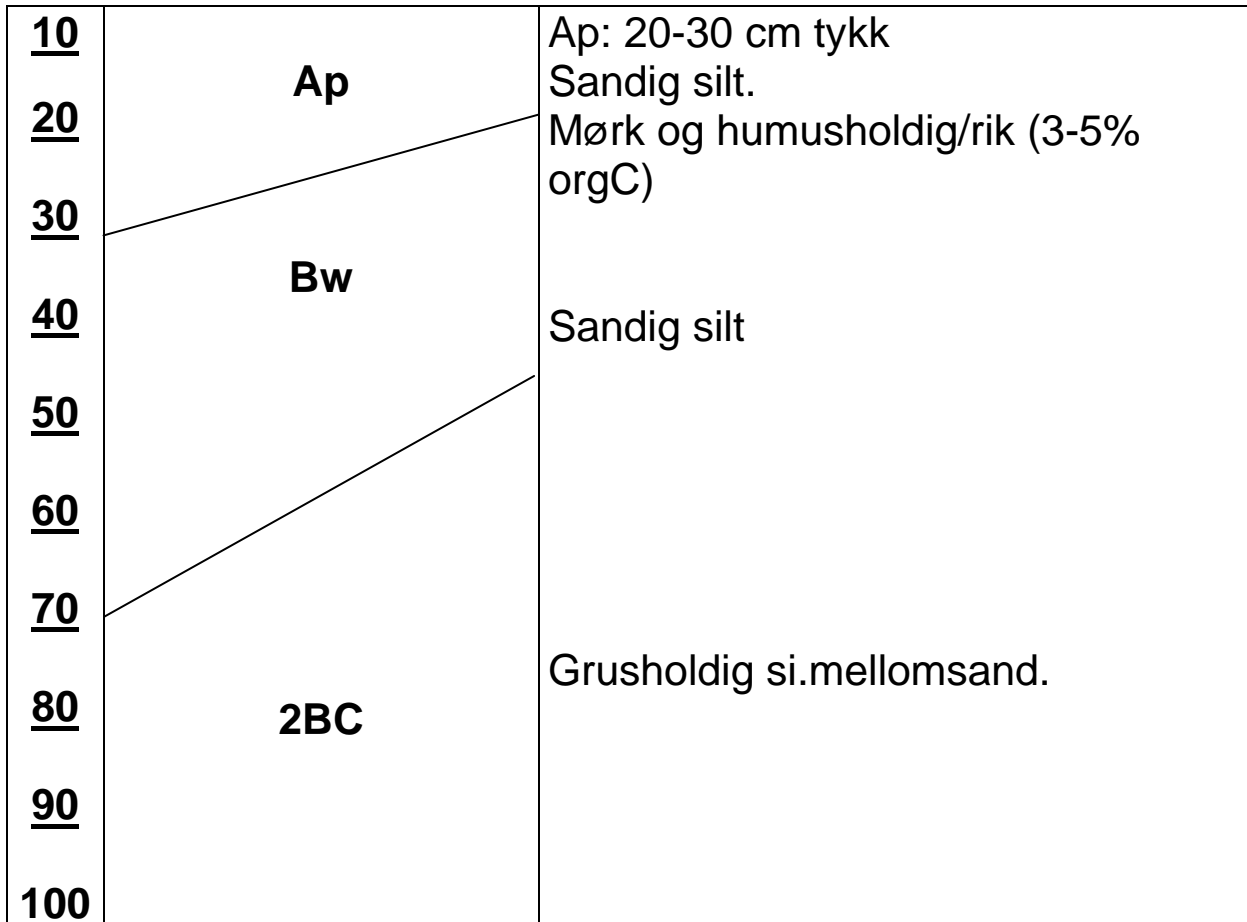 10
Ap: 20-30 cm tykk
Ap
Sandig silt.
20
Mørk og humusholdig/rik (3-5%
orgC)
30
Bw
40
Sandig silt
50
60
70
Grusholdig si.mellomsand.
80
2BC
90
100